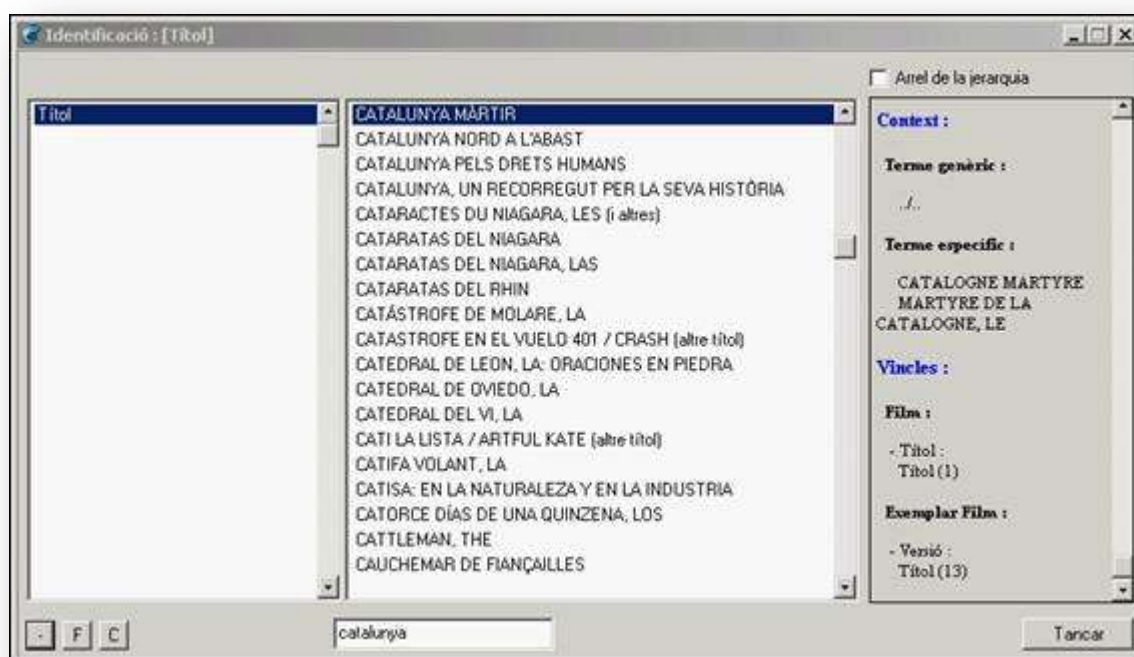 Identificació : [Títol]
Arrel de la jerarquia
Títol
CATALUNYA MÀRTIR
CATALUNYA NORD A L'ABAST
CATALUNYA PELS DRETS HUMANS
CATALUNYA, UN RECORREGUT PER LA SEVA HISTÒRIA
CATARACTES DU NIAGARA, LES (i altres)
CATARATAS DEL NIAGARA
CATARATAS DEL NIAGARA, LAS
CATARATAS DEL RHIN
CATÁSTROFE DE MOLARE, LA
CATASTROFE EN EL VUELO 401 / CRASH (altre títol)
CATEDRAL DE LEON, LA: ORACIONES EN PIEDRA
CATEDRAL DE OVIEDO, LA
CATEDRAL DEL VI, LA
CATI LA LISTA / ARTFUL KATE (altre títol)
CATIFA VOLANT, LA
CATISA: EN LA NATURALEZA Y EN LA INDUSTRIA
CATORCE DÍAS DE UNA QUINZENA, LOS
CATTLEMAN, THE
CAUCHEMAR DE FIANÇAILLES
Context :
Terme genèric :
../..
Terme específic :
CATALOGNE MARTYRE
MARTYRE DE LA
CATALOGNE, LE
Vincles :
Film :
- Títol :
Títol (1)
Exemplar Film :
- Versió :
Títol (13)
- F C
catalunya
Tancar